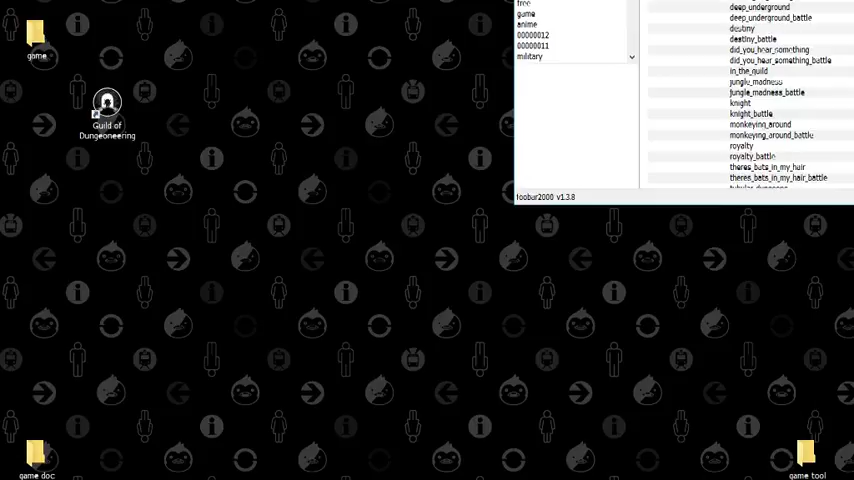 game
Guild of
Dungeoneering
free
game
anime
00000012
00000011
military
deep_underground
deep_underground_battle
destiny
destiny_battle
did_you_hear_something
did_you_hear_something_battle
in_the_guild
jungle_madness
jungle_madness_battle
knight
knight_battle
monkeying_around
monkeying_around_battle
royalty
royalty_battle
theres_bats_in_my_hair
theres_bats_in_my_hair_battle
foobar2000 v1.3.8
game doc
game tool